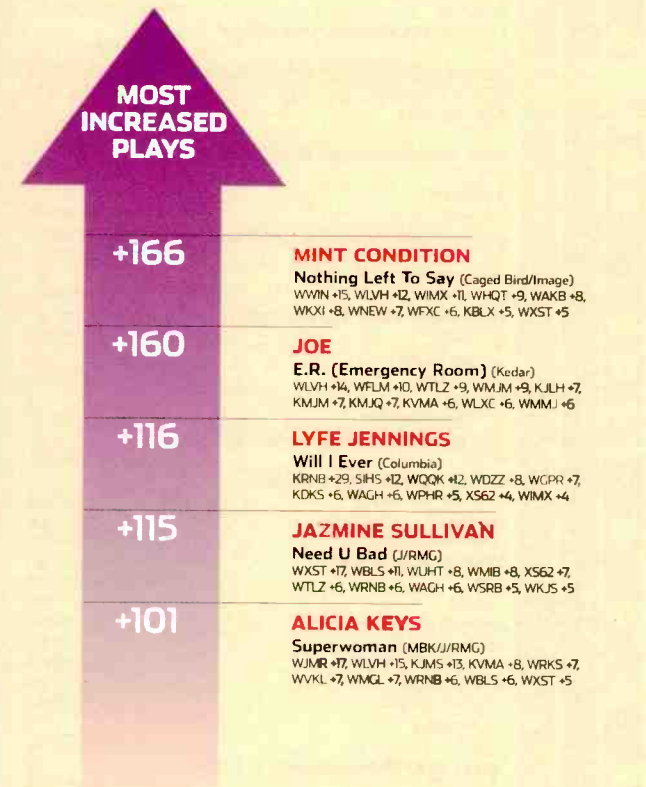 MOST
INCREASED
PLAYS
+166
MINT CONDITION
Nothing Left To Say (Caged Bird/Image)
WWIN +15, WLVH +12, WIMX +11, WHQT +9, WAKB +8,
WKXI +8, WNEW +7, WFXC +6, KBLX +5, WXST +5
+160
JOE
E.R. (Emergency Room) (Kedar)
WLVH +14, WFLM +10, WTLZ +9, WMJM +9, KJLH +7,
KMJM +7, KMJQ +7, KVMA +6, WLXC +6, WMMJ +6
+116
LYFE JENNINGS
Will I Ever (Columbia)
KRNB +29, SIHS +12, WQQK +12, WDZZ +8, WGPR +7,
KDKS +6, WAGH +6, WPHR +5, XS62 +4, WIMX +4
+115
JAZMINE SULLIVAN
Need U Bad (J/RMG)
WXST +17, WBLS +11, WUHT +8, WMIB +8, XS62 +7,
WTLZ +6, WRNB +6, WAGH +6, WSRB +5, WKJS +5
+101
ALICIA KEYS
Superwoman (MBK/J/RMG)
WJMR +17, WLVH +15, KJMS +13, KVMA +8, WRKS +7,
WVKL +7, WMGL +7, WRNB +6, WBLS +6, WXST +5